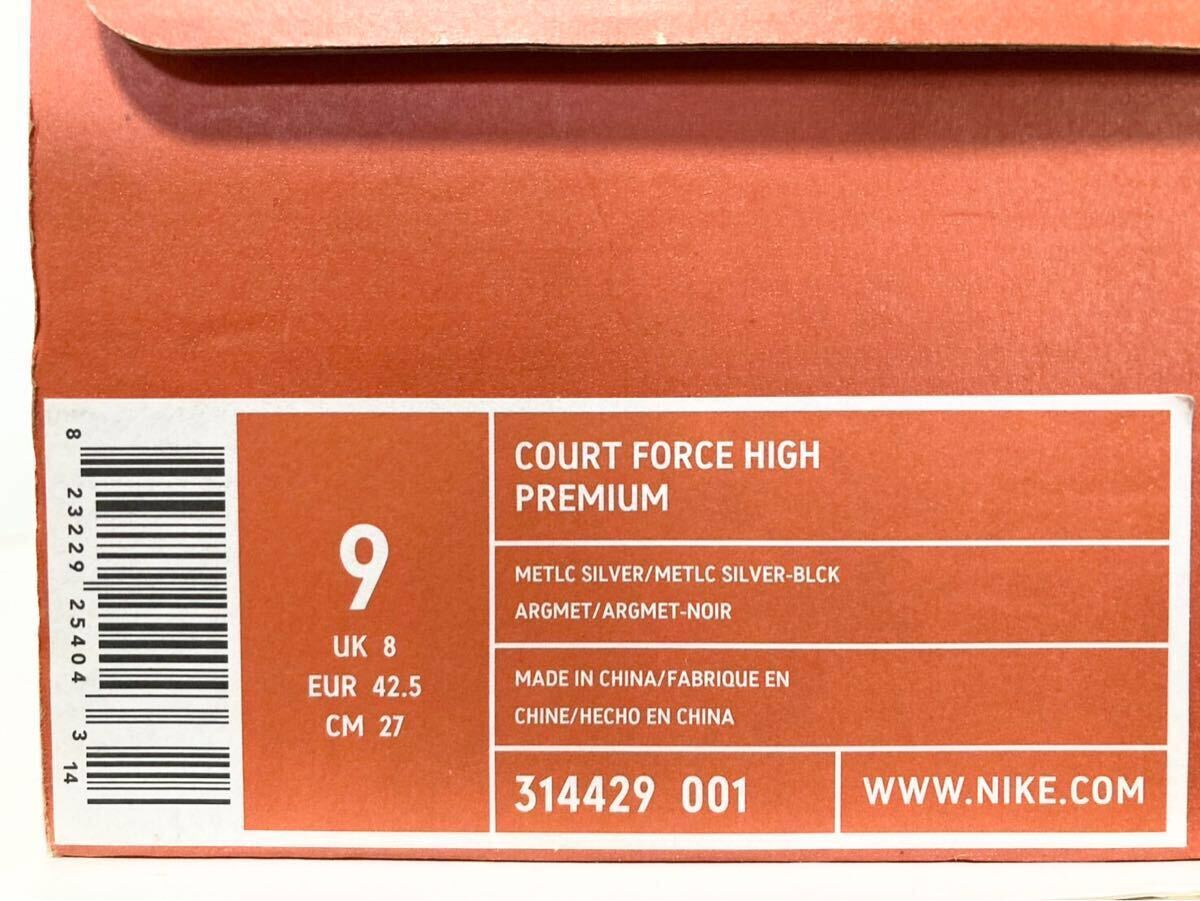 8 23229 25404 3 14
9
UK 8
EUR 42.5
CM 27
COURT FORCE HIGH
PREMIUM
METLC SILVER/METLC SILVER-BLCK
ARGMET/ARGMET-NOIR
MADE IN CHINA/FABRIQUE EN
CHINE/HECHO EN CHINA
314429 001
WWW.NIKE.COM